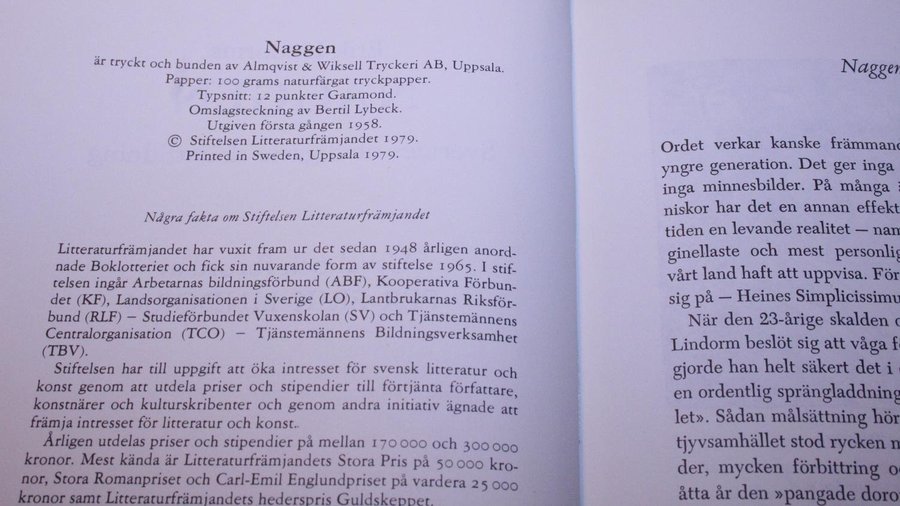 Naggen
är tryckt och bunden av Almqvist & Wiksell Tryckeri AB, Uppsala.
Papper: 100 grams naturfärgat tryckpapper.
Typsnitt: 12 punkter Garamond.
Omslagsteckning av Bertil Lybeck.
Utgiven första gången 1958.
© Stiftelsen Litteraturfrämjandet 1979.
Printed in Sweden, Uppsala 1979.
Några fakta om Stiftelsen Litteraturfrämjandet
Litteraturfrämjandet har vuxit fram ur det sedan 1948 årligen anord-
nade Boklotteriet och fick sin nuvarande form av stiftelse 1965. I stif-
telsen ingår Arbetarnas bildningsförbund (ABF), Kooperativa Förbun-
det (KF), Landsorganisationen i Sverige (LO), Lantbrukarnas Riksför-
bund (RLF) – Studieförbundet Vuxenskolan (SV) och Tjänstemännens
Centralorganisation (TCO) – Tjänstemännens Bildningsverksamhet
(TBV).
Stiftelsen har till uppgift att öka intresset för svensk litteratur och
konst genom att utdela priser och stipendier till förtjänta författare,
konstnärer och kulturskribenter och genom andra initiativ ägnade att
främja intresset för litteratur och konst.
Årligen utdelas priser och stipendier på mellan 170 000 och 300 000
kronor. Mest kända är Litteraturfrämjandets Stora Pris på 50 000 kro-
nor, Stora Romanpriset och Carl-Emil Englundpriset på vardera 25 000
kronor samt Litteraturfrämjandets hederspris Guldskeppet.
Naggen
Ordet verkar kanske främmand
yngre generation. Det ger inga
inga minnesbilder. På många
niskor har det en annan effekt
tiden en levande realitet – nam
ginellaste och mest personlig
vårt land haft att uppvisa. För
sig på – Heines Simplicissimu
När den 23-årige skalden
Lindorm beslöt sig att våga
gjorde han helt säkert det i
en ordentlig sprängladdning
let». Sådan målsättning hör
tjyvsamhället stod rycken
der, mycken förbittring
åtta år den »pangade doro